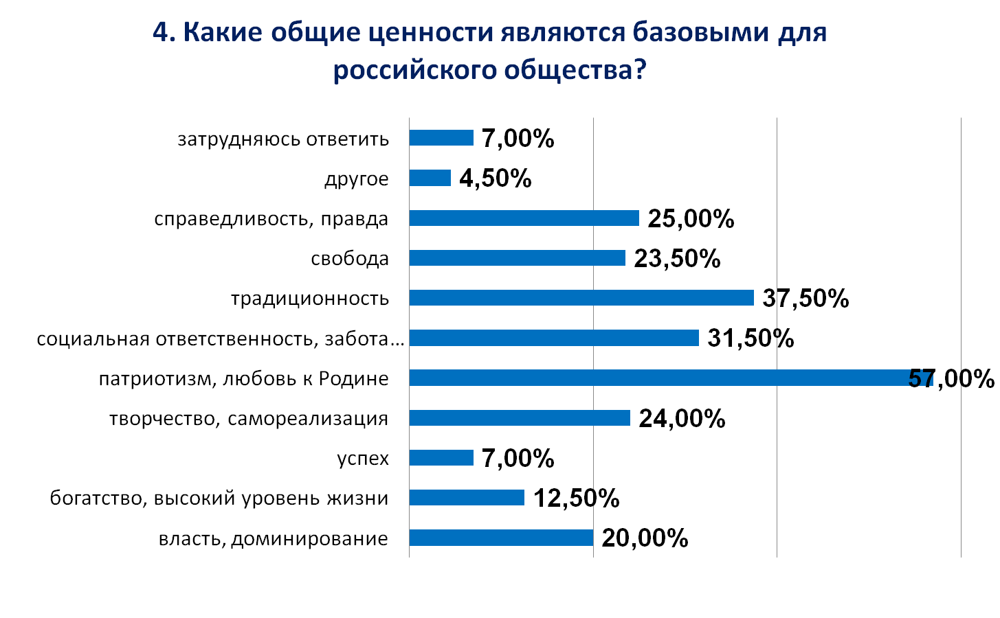 4. Какие общие ценности являются базовыми для
российского общества?
затрудняюсь ответить 7,00%
другое 4,50%
справедливость, правда 25,00%
свобода 23,50%
традиционность 37,50%
социальная ответственность, забота... 31,50%
патриотизм, любовь к Родине 57,00%
творчество, самореализация 24,00%
успех 7,00%
богатство, высокий уровень жизни 12,50%
власть, доминирование 20,00%